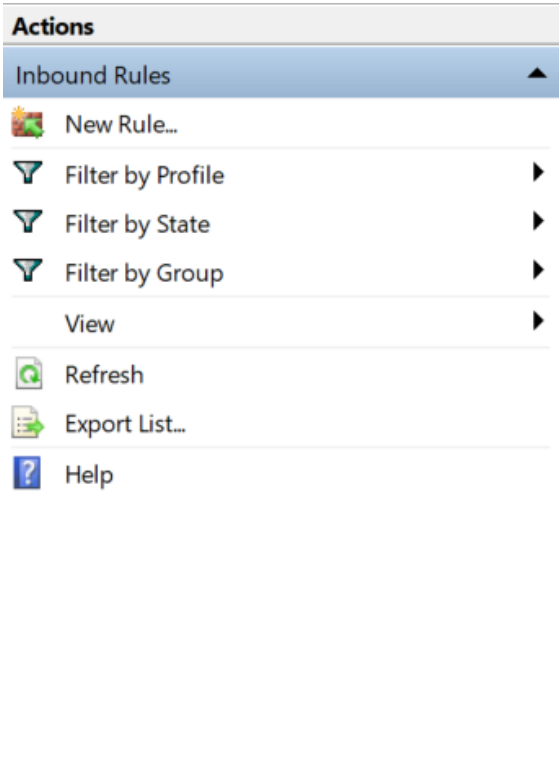 Actions
Inbound Rules
New Rule...
Filter by Profile
Filter by State
Filter by Group
View
Refresh
Export List...
Help